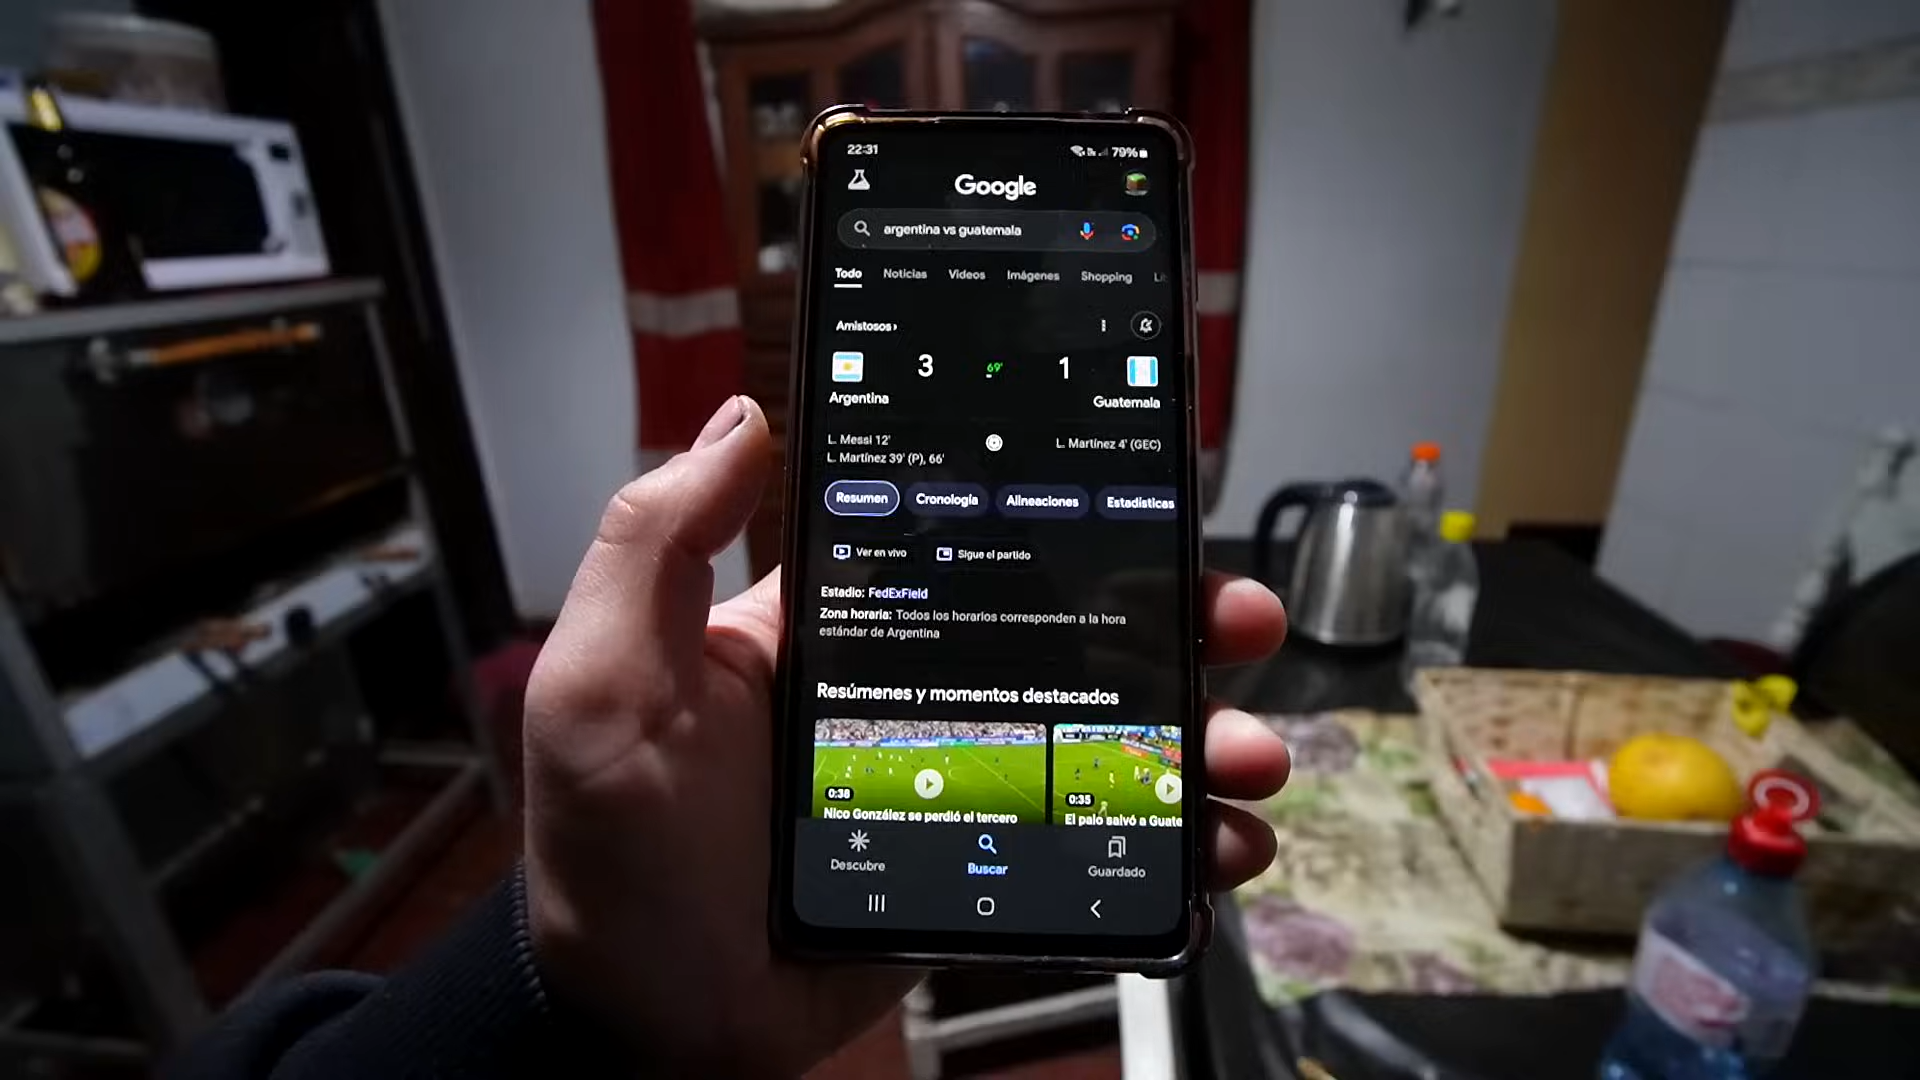 22:31
79%
Google
argentina vs guatemala
Todo Noticias Videos Imágenes Shopping
Amistosos ›
3 69' 1
Argentina Guatemala
L. Messi 12' L. Martínez 4' (GEC)
L. Martínez 39' (P), 66'
Resumen Cronología Alineaciones Estadísticas
Ver en vivo Sigue el partido
Estadio: FedExField
Zona horaria: Todos los horarios corresponden a la hora
estándar de Argentina
Resúmenes y momentos destacados
0:38 0:35
Nico González se perdió el tercero El palo salvó a Guate
Descubre Buscar Guardado